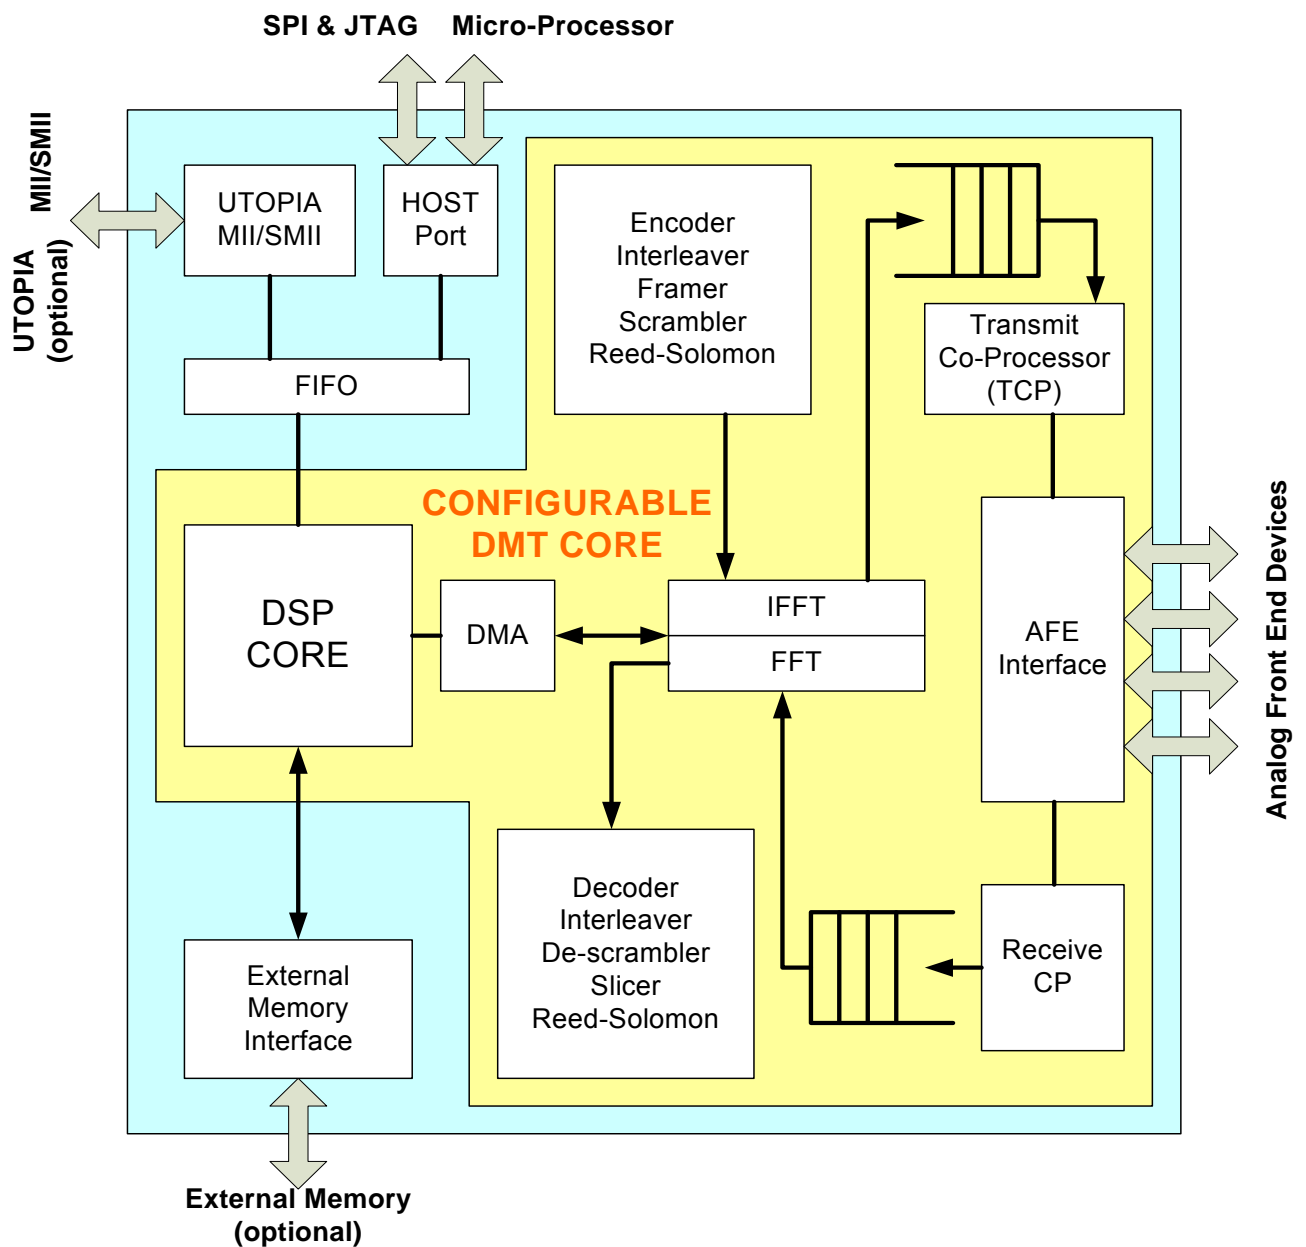 SPI & JTAG
Micro-Processor
UTOPIA MII/SMII
(optional)
UTOPIA
MII/SMII
HOST
Port
FIFO
Encoder
Interleaver
Framer
Scrambler
Reed-Solomon
Transmit
Co-Processor
(TCP)
CONFIGURABLE
DMT CORE
DSP
CORE
DMA
IFFT
FFT
AFE
Interface
Analog Front End Devices
Decoder
Interleaver
De-scrambler
Slicer
Reed-Solomon
Receive
CP
External
Memory
Interface
External Memory
(optional)